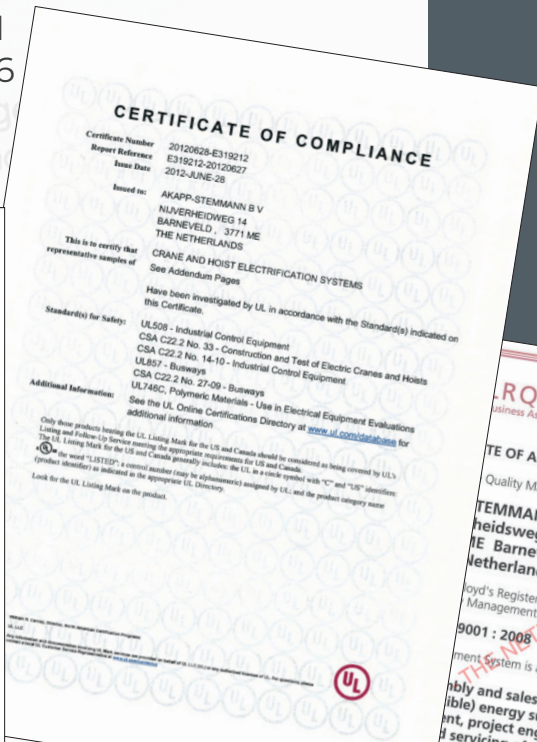 6
CERTIFICATE OF COMPLIANCE
Certificate Number 20120628-E319212
Report Reference E319212-20120627
Issue Date 2012-JUNE-28
Issued to: AKAPP-STEMMANN B V
NIJVERHEIDWEG 14
BARNEVELD , 3771 ME
THE NETHERLANDS
This is to certify that representative samples of
CRANE AND HOIST ELECTRIFICATION SYSTEMS
See Addendum Pages
Have been investigated by UL in accordance with the Standard(s) indicated on
this Certificate.
Standard(s) for Safety: UL508 - Industrial Control Equipment
CSA C22.2 No. 33 - Construction and Test of Electric Cranes and Hoists
CSA C22.2 No. 14-10 - Industrial Control Equipment
UL857 - Busways
CSA C22.2 No. 27-09 - Busways
UL746C, Polymeric Materials - Use in Electrical Equipment Evaluations
Additional Information: See the UL Online Certifications Directory at www.ul.com/database for
additional information
Only those products bearing the UL Listing Mark for the US and Canada should be considered as being covered by UL's
Listing and Follow-Up Service meeting the appropriate requirements for US and Canada.
The UL Listing Mark for the US and Canada generally includes: the UL in a circle symbol with "C" and "US" identifiers:
the word "LISTED"; a control number (may be alphanumeric) assigned by UL; and the product category name
(product identifier) as indicated in the appropriate UL Directory.
Look for the UL Listing Mark on the product.
UL
LRQ
usiness As
TE OF A
Quality M
TEMMA
heidsweg
ME Barne
Netherlan
loyd's Register
Management
9001 : 2008
ment System is a
THE NET
bly and sales
ible) energy s
nt, project eng
d servicing